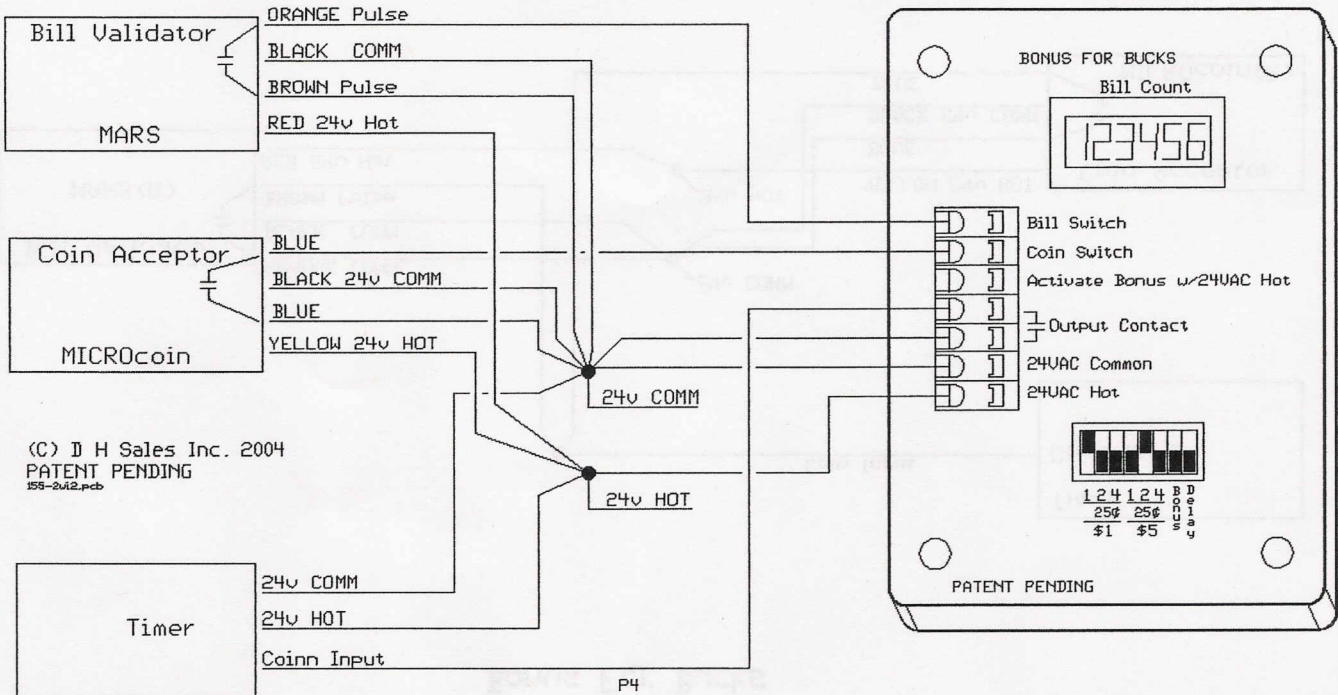 Bill Validator
MARS
ORANGE Pulse
BLACK COMM
BROWN Pulse
RED 24v Hot
Coin Acceptor
MICROcoin
BLUE
BLACK 24v COMM
BLUE
YELLOW 24v HOT
24v COMM
24v HOT
(C) D H Sales Inc. 2004
PATENT PENDING
155-2vi2.pcb
Timer
24v COMM
24v HOT
Coinn Input
P4
BONUS FOR BUCKS
Bill Count
123456
Bill Switch
Coin Switch
Activate Bonus w/24VAC Hot
Output Contact
24VAC Common
24VAC Hot
1 2 4 1 2 4 Bonus Delay
25¢ 25¢
$1 $5
PATENT PENDING